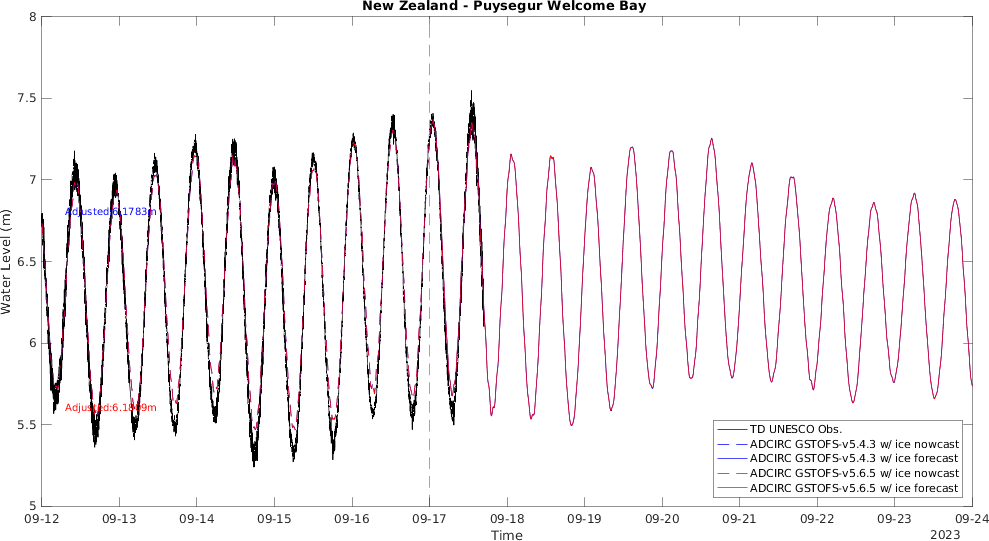 New Zealand - Puysegur Welcome Bay
8
7.5
7
6.5
6
5.5
5
Water Level (m)
Adjusted:6.1783m
Adjusted:6.1809m
TD UNESCO Obs.
ADCIRC GSTOFS-v5.4.3 w/ ice nowcast
ADCIRC GSTOFS-v5.4.3 w/ ice forecast
ADCIRC GSTOFS-v5.6.5 w/ ice nowcast
ADCIRC GSTOFS-v5.6.5 w/ ice forecast
09-12 09-13 09-14 09-15 09-16 09-17 09-18 09-19 09-20 09-21 09-22 09-23 09-24
Time
2023